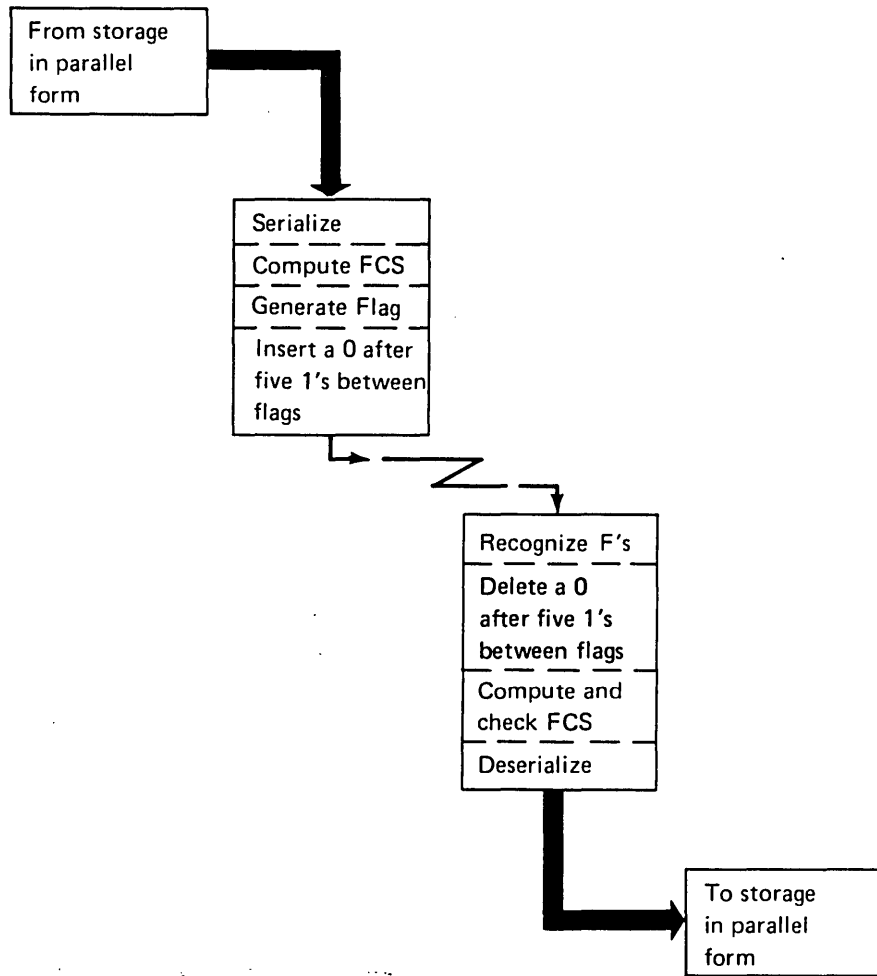 From storage
in parallel
form
Serialize
Compute FCS
Generate Flag
Insert a 0 after
five 1's between
flags
Recognize F's
Delete a 0
after five 1's
between flags
Compute and
check FCS
Deserialize
To storage
in parallel
form